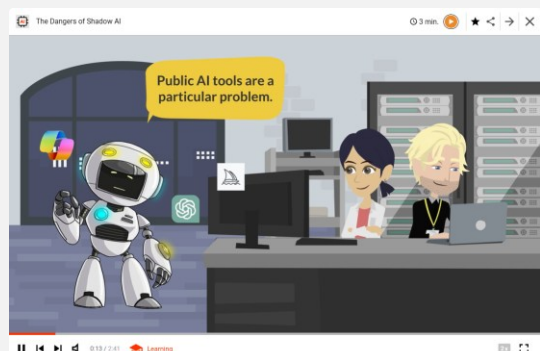 The Dangers of Shadow AI
3 min.
Public AI tools are a
particular problem.
0:13 / 2:41
Learning